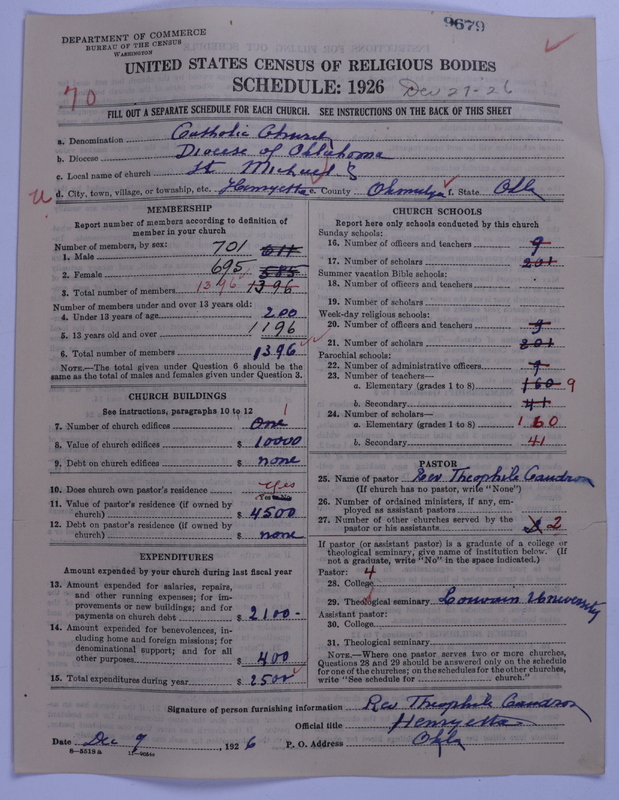 9679
DEPARTMENT OF COMMERCE
BUREAU OF THE CENSUS
WASHINGTON
UNITED STATES CENSUS OF RELIGIOUS BODIES
SCHEDULE: 1926 Dec 27-26
70
FILL OUT A SEPARATE SCHEDULE FOR EACH CHURCH. SEE INSTRUCTIONS ON THE BACK OF THIS SHEET
a. Denomination Catholic Church
b. Diocese Diocese of Oklahoma
c. Local name of church St. Michael's
d. City, town, village, or township, etc. Henryetta e. County Okmulgee f. State Okla
MEMBERSHIP
Report number of members according to definition of
member in your church
Number of members, by sex:
1. Male 701 611
2. Female 695 585
3. Total number of members 1396 1396
Number of members under and over 13 years old:
4. Under 13 years of age 200
5. 13 years old and over 1196
6. Total number of members 1396
NOTE.—The total given under Question 6 should be
same as the total of males and females given under Question 3.
CHURCH BUILDINGS
See instructions, paragraphs 10 to 12 1
7. Number of church edifices One
8. Value of church edifices $ 10000
9. Debt on church edifices $ none
10. Does church own pastor's residence Yes
11. Value of pastor's residence (if owned by
church) $ 4500
12. Debt on pastor's residence (if owned by
church) $ none
EXPENDITURES
Amount expended by church during last fiscal year
13. Amount expended for salaries, repairs,
and other running expenses; for im-
provements or new buildings; and for
payments on church debt $ 2100-
14. Amount expended for benevolences, in-
cluding home and foreign missions; for
denominational support; and for all
other purposes $ 400
15. Total expenditures during year $ 2500
CHURCH SCHOOLS
Report here only schools conducted by this church
Sunday schools:
16. Number of officers and teachers 9
17. Number of scholars 201
Summer vacation Bible schools:
18. Number of officers and teachers
19. Number of scholars
Week-day religious schools:
20. Number of officers and teachers 9
21. Number of scholars 201
Parochial schools:
22. Number of administrative officers 9
23. Number of teachers—
a. Elementary (grades 1 to 8) 160 9
b. Secondary 41
24. Number of scholars—
a. Elementary (grades 1 to 8) 160
b. Secondary 41
PASTOR
25. Name of pastor Rev Theophile Caudron
(If church has no pastor, write "None")
26. Number of ordained ministers, if any, em-
ployed as assistant pastors
27. Number of other churches served by the
pastor or his assistants 2
If pastor (or assistant pastor) is a graduate of a college or
theological seminary, give name of institution below. (If
not a graduate, write "No" in the space indicated.)
Pastor: 4
28. College
29. Theological seminary Louvain University
Assistant pastor:
30. College
31. Theological seminary
NOTE.—Where one pastor serves two or more churches,
Questions 28 and 29 should be answered only on the schedule
for one of the churches; on the schedules for the other churches,
write "See schedule for church."
Signature of person furnishing information Rev Theophile Caudron
Official title Henryetta
Date Dec 9, 1926 P. O. Address Okla
8-5518a